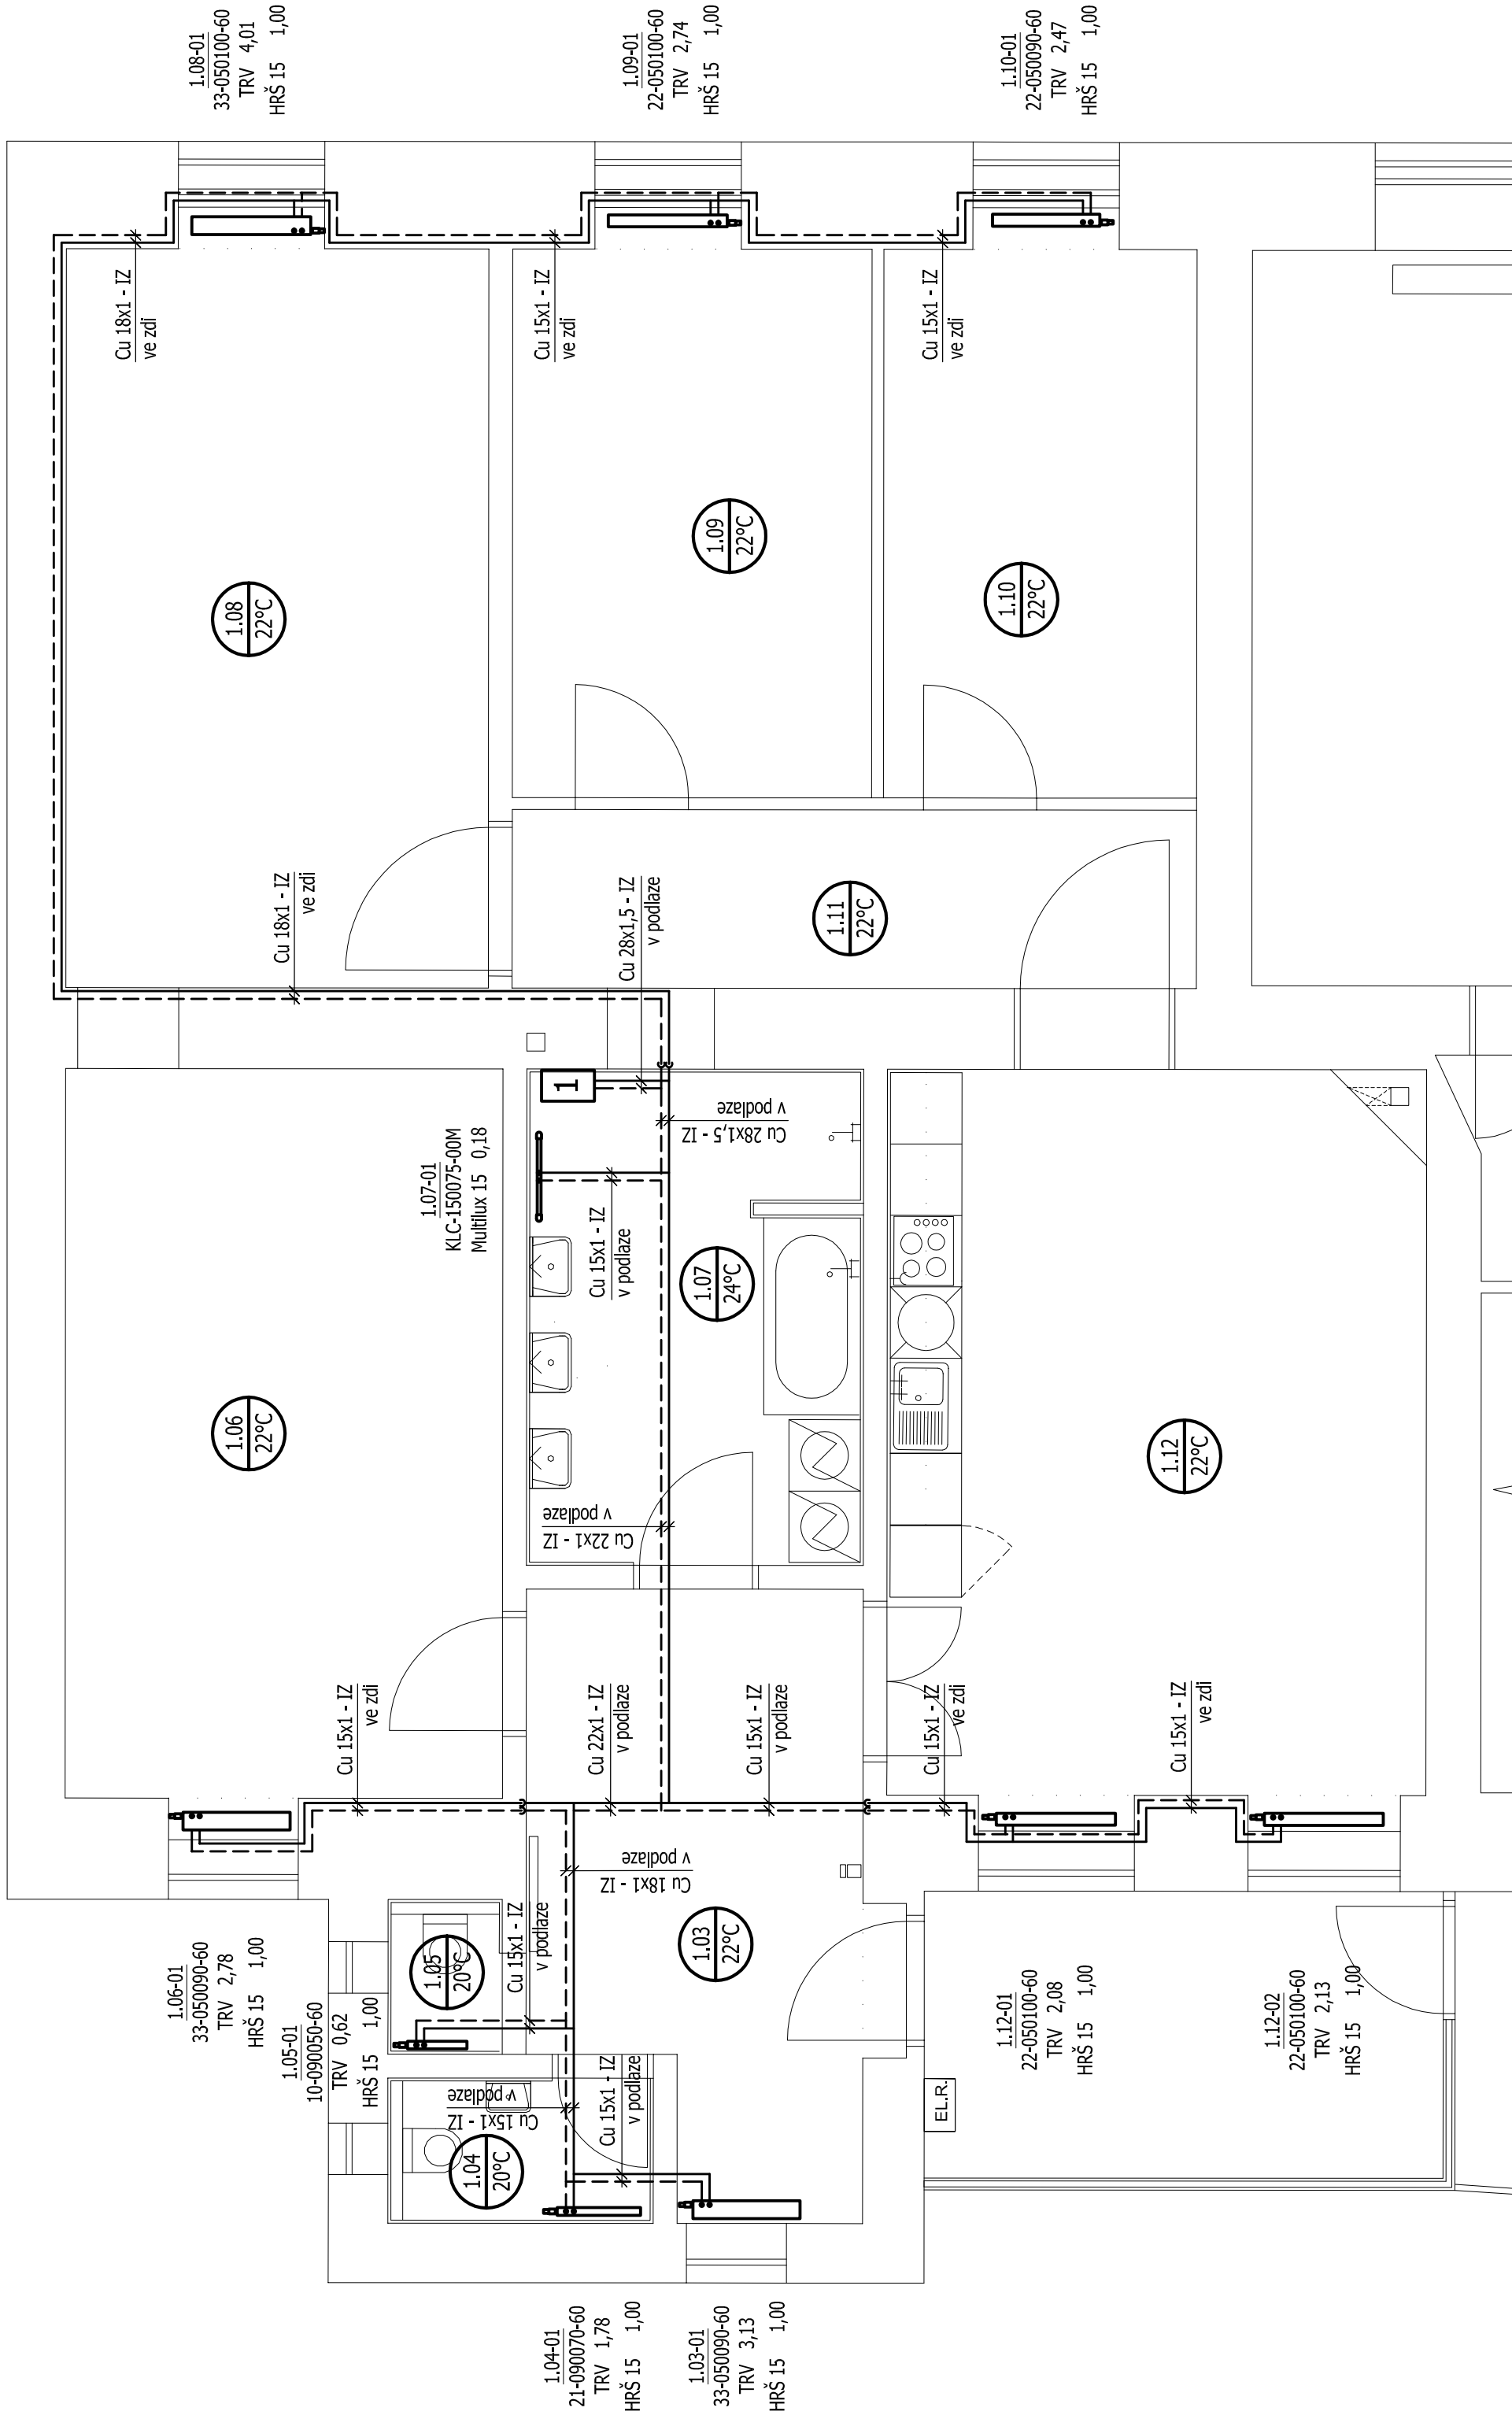 1.08-01
33-050100-60
TRV 4,01
HRŠ 15 1,00
1.09-01
22-050100-60
TRV 2,74
HRŠ 15 1,00
1.10-01
22-050090-60
TRV 2,47
HRŠ 15 1,00
Cu 18x1 - IZ
ve zdi
Cu 15x1 - IZ
ve zdi
Cu 15x1 - IZ
ve zdi
1.08
22°C
1.09
22°C
1.10
22°C
Cu 18x1 - IZ
ve zdi
Cu 28x1,5 - IZ
v podlaze
1.11
22°C
1
1.07-01
KLC-150075-00M
Multilux 15 0,18
Cu 28x1,5 - IZ
v podlaze
Cu 15x1 - IZ
v podlaze
1.07
24°C
1.06
22°C
1.12
22°C
Cu 22x1 - IZ
v podlaze
Cu 15x1 - IZ
ve zdi
Cu 22x1 - IZ
v podlaze
Cu 15x1 - IZ
v podlaze
Cu 15x1 - IZ
ve zdi
Cu 15x1 - IZ
ve zdi
Cu 18x1 - IZ
v podlaze
1.06-01
33-050090-60
TRV 2,78
HRŠ 15 1,00
1.05-01
10-090050-60
TRV 0,62
HRŠ 15 1,00
1.05
20°C
Cu 15x1 - IZ
v podlaze
1.03
22°C
1.12-01
22-050100-60
TRV 2,08
HRŠ 15 1,00
1.12-02
22-050100-60
TRV 2,13
HRŠ 15 1,00
Cu 15x1 - IZ
v podlaze
1.04
20°C
Cu 15x1 - IZ
v podlaze
EL.R.
1.04-01
21-090070-60
TRV 1,78
HRŠ 15 1,00
1.03-01
33-050090-60
TRV 3,13
HRŠ 15 1,00